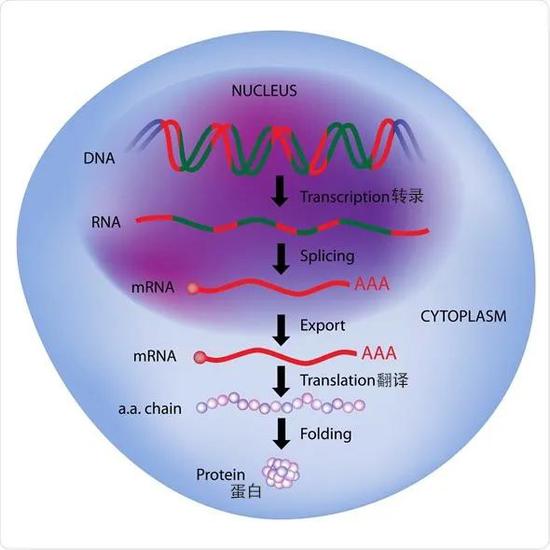 NUCLEUS
DNA
Transcription转录
RNA
Splicing
mRNA
AAA
Export
CYTOPLASM
mRNA
AAA
Translation翻译
a.a. chain
Folding
Protein
蛋白